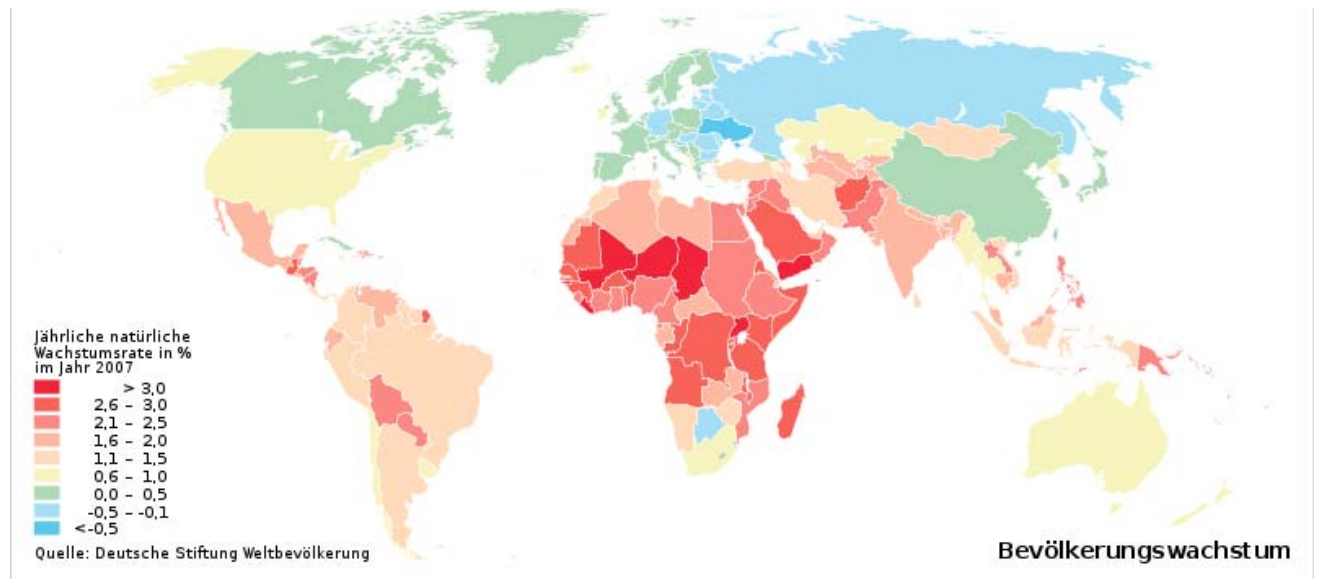 Jährliche natürliche
Wachstumsrate in %
im Jahr 2007
> 3,0
2,6 – 3,0
2,1 – 2,5
1,6 – 2,0
1,1 – 1,5
0,6 – 1,0
0,0 – 0,5
-0,5 – -0,1
<-0,5
Quelle: Deutsche Stiftung Weltbevölkerung
Bevölkerungswachstum